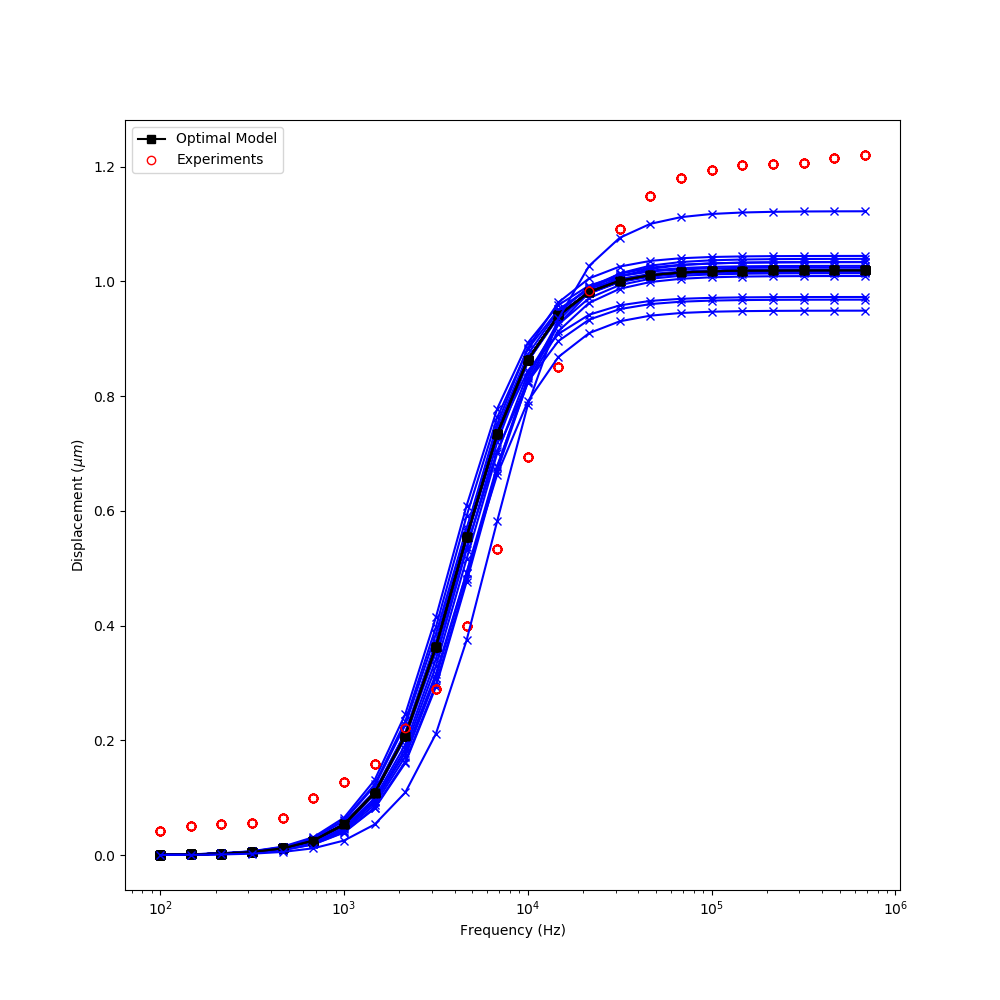 Optimal Model
Experiments
1.2
1.0
0.8
0.6
0.4
0.2
0.0
Displacement (μm)
10² 10³ 10⁴ 10⁵ 10⁶
Frequency (Hz)